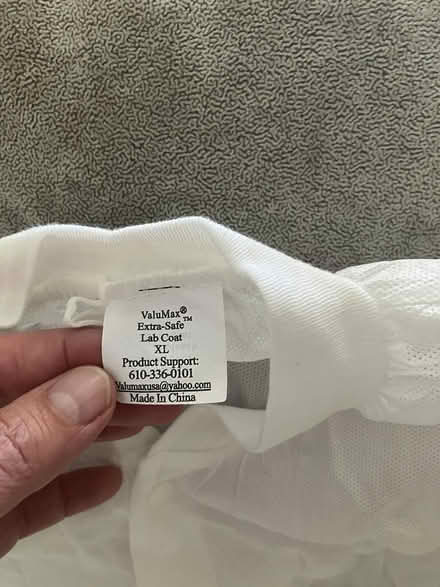 ValuMax®
Extra-Safe™
Lab Coat
XL
Product Support:
610-336-0101
Valumaxusa@yahoo.com
Made In China